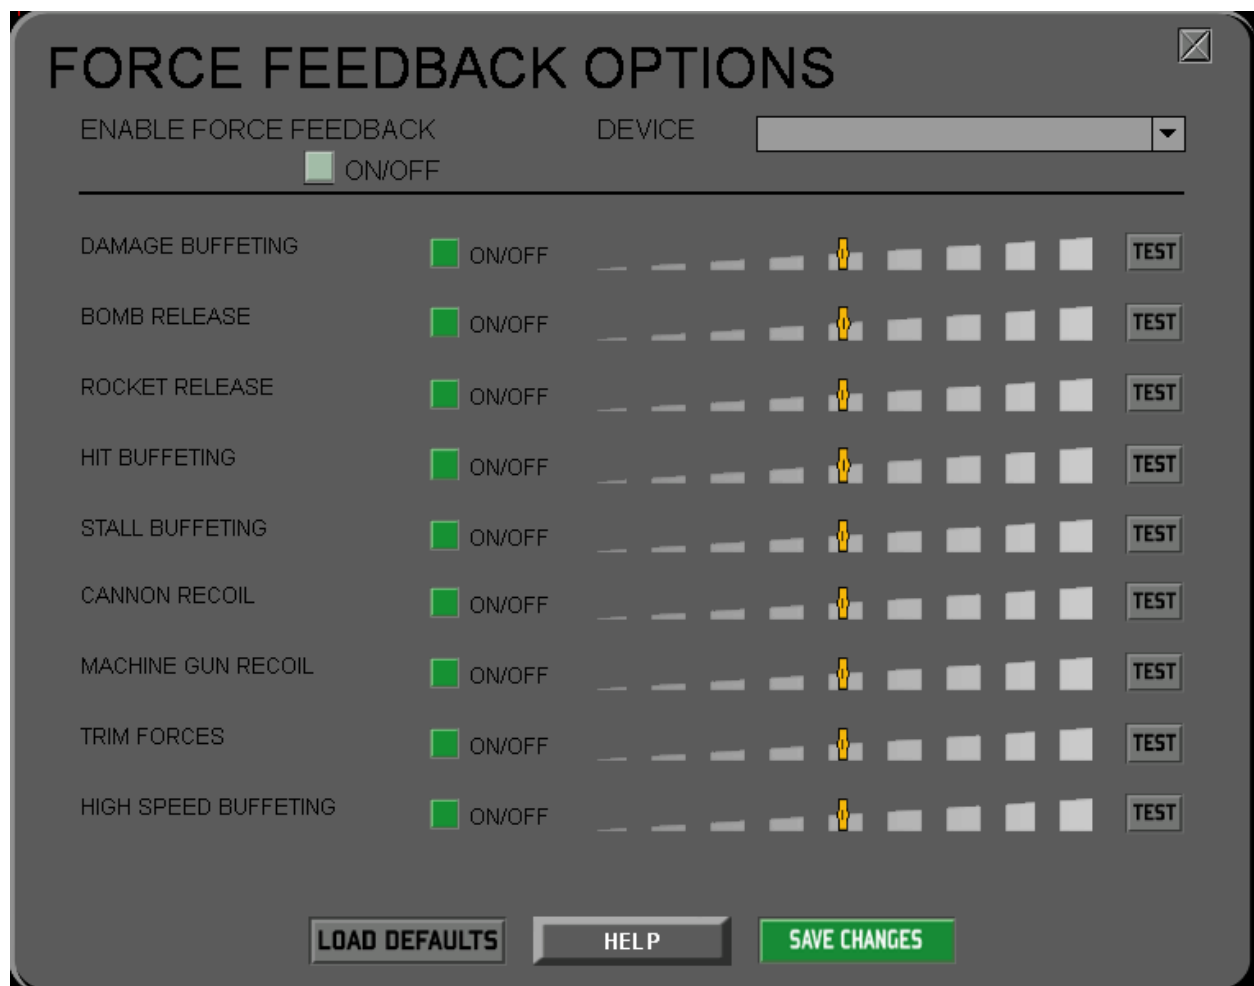 FORCE FEEDBACK OPTIONS
ENABLE FORCE FEEDBACK DEVICE
ON/OFF
DAMAGE BUFFETING ON/OFF TEST
BOMB RELEASE ON/OFF TEST
ROCKET RELEASE ON/OFF TEST
HIT BUFFETING ON/OFF TEST
STALL BUFFETING ON/OFF TEST
CANNON RECOIL ON/OFF TEST
MACHINE GUN RECOIL ON/OFF TEST
TRIM FORCES ON/OFF TEST
HIGH SPEED BUFFETING ON/OFF TEST
LOAD DEFAULTS HELP SAVE CHANGES